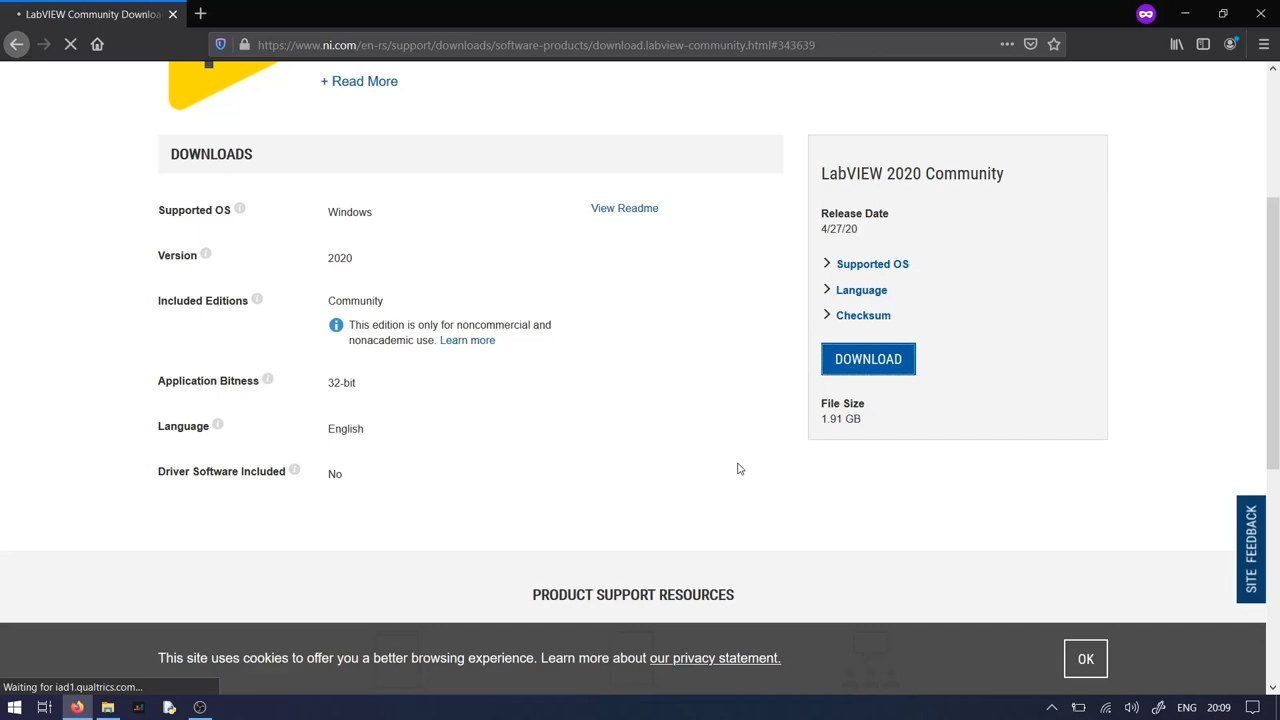 LabVIEW Community Downloa
https://www.ni.com/en-rs/support/downloads/software-products/download.labview-community.html#343639
+ Read More
DOWNLOADS
Supported OS
Windows
View Readme
Version
2020
Included Editions
Community
This edition is only for noncommercial and
nonacademic use. Learn more
Application Bitness
32-bit
Language
English
Driver Software Included
No
LabVIEW 2020 Community
Release Date
4/27/20
Supported OS
Language
Checksum
DOWNLOAD
File Size
1.91 GB
SITE FEEDBACK
PRODUCT SUPPORT RESOURCES
This site uses cookies to offer you a better browsing experience. Learn more about our privacy statement.
OK
Waiting for iad1.qualtrics.com...
ENG
20:09